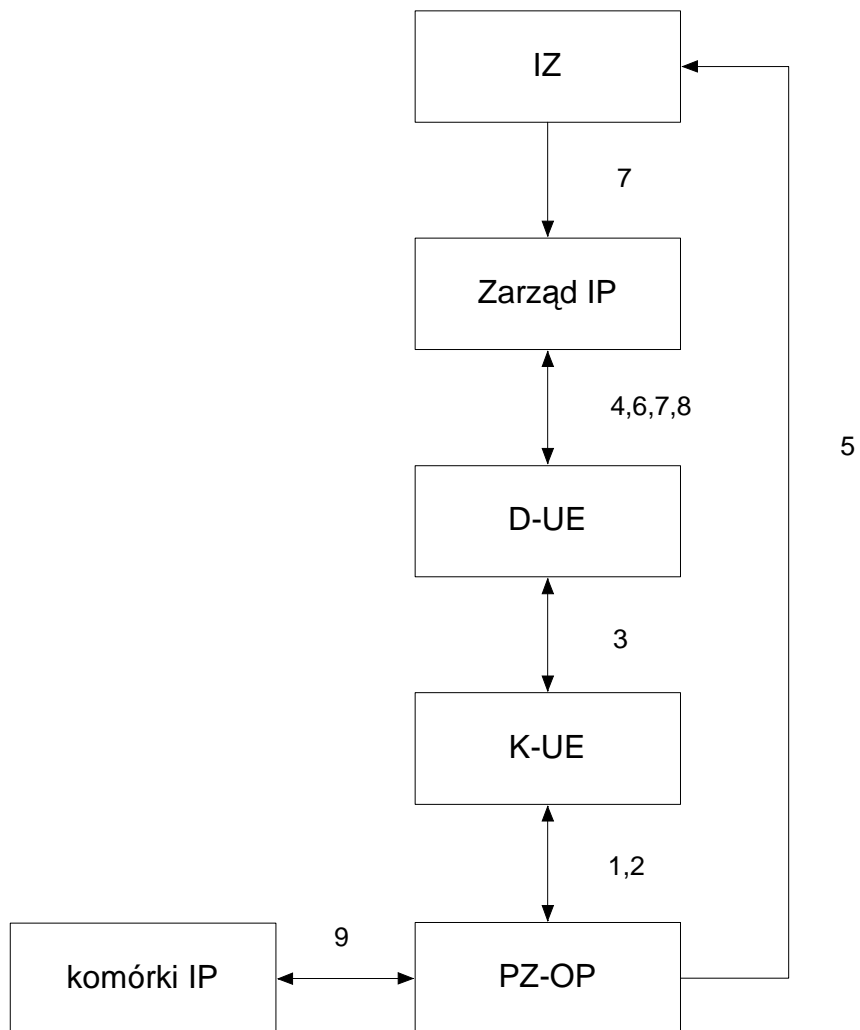 IZ
7
Zarząd IP
4,6,7,8
5
D-UE
3
K-UE
1,2
9
komórki IP
PZ-OP